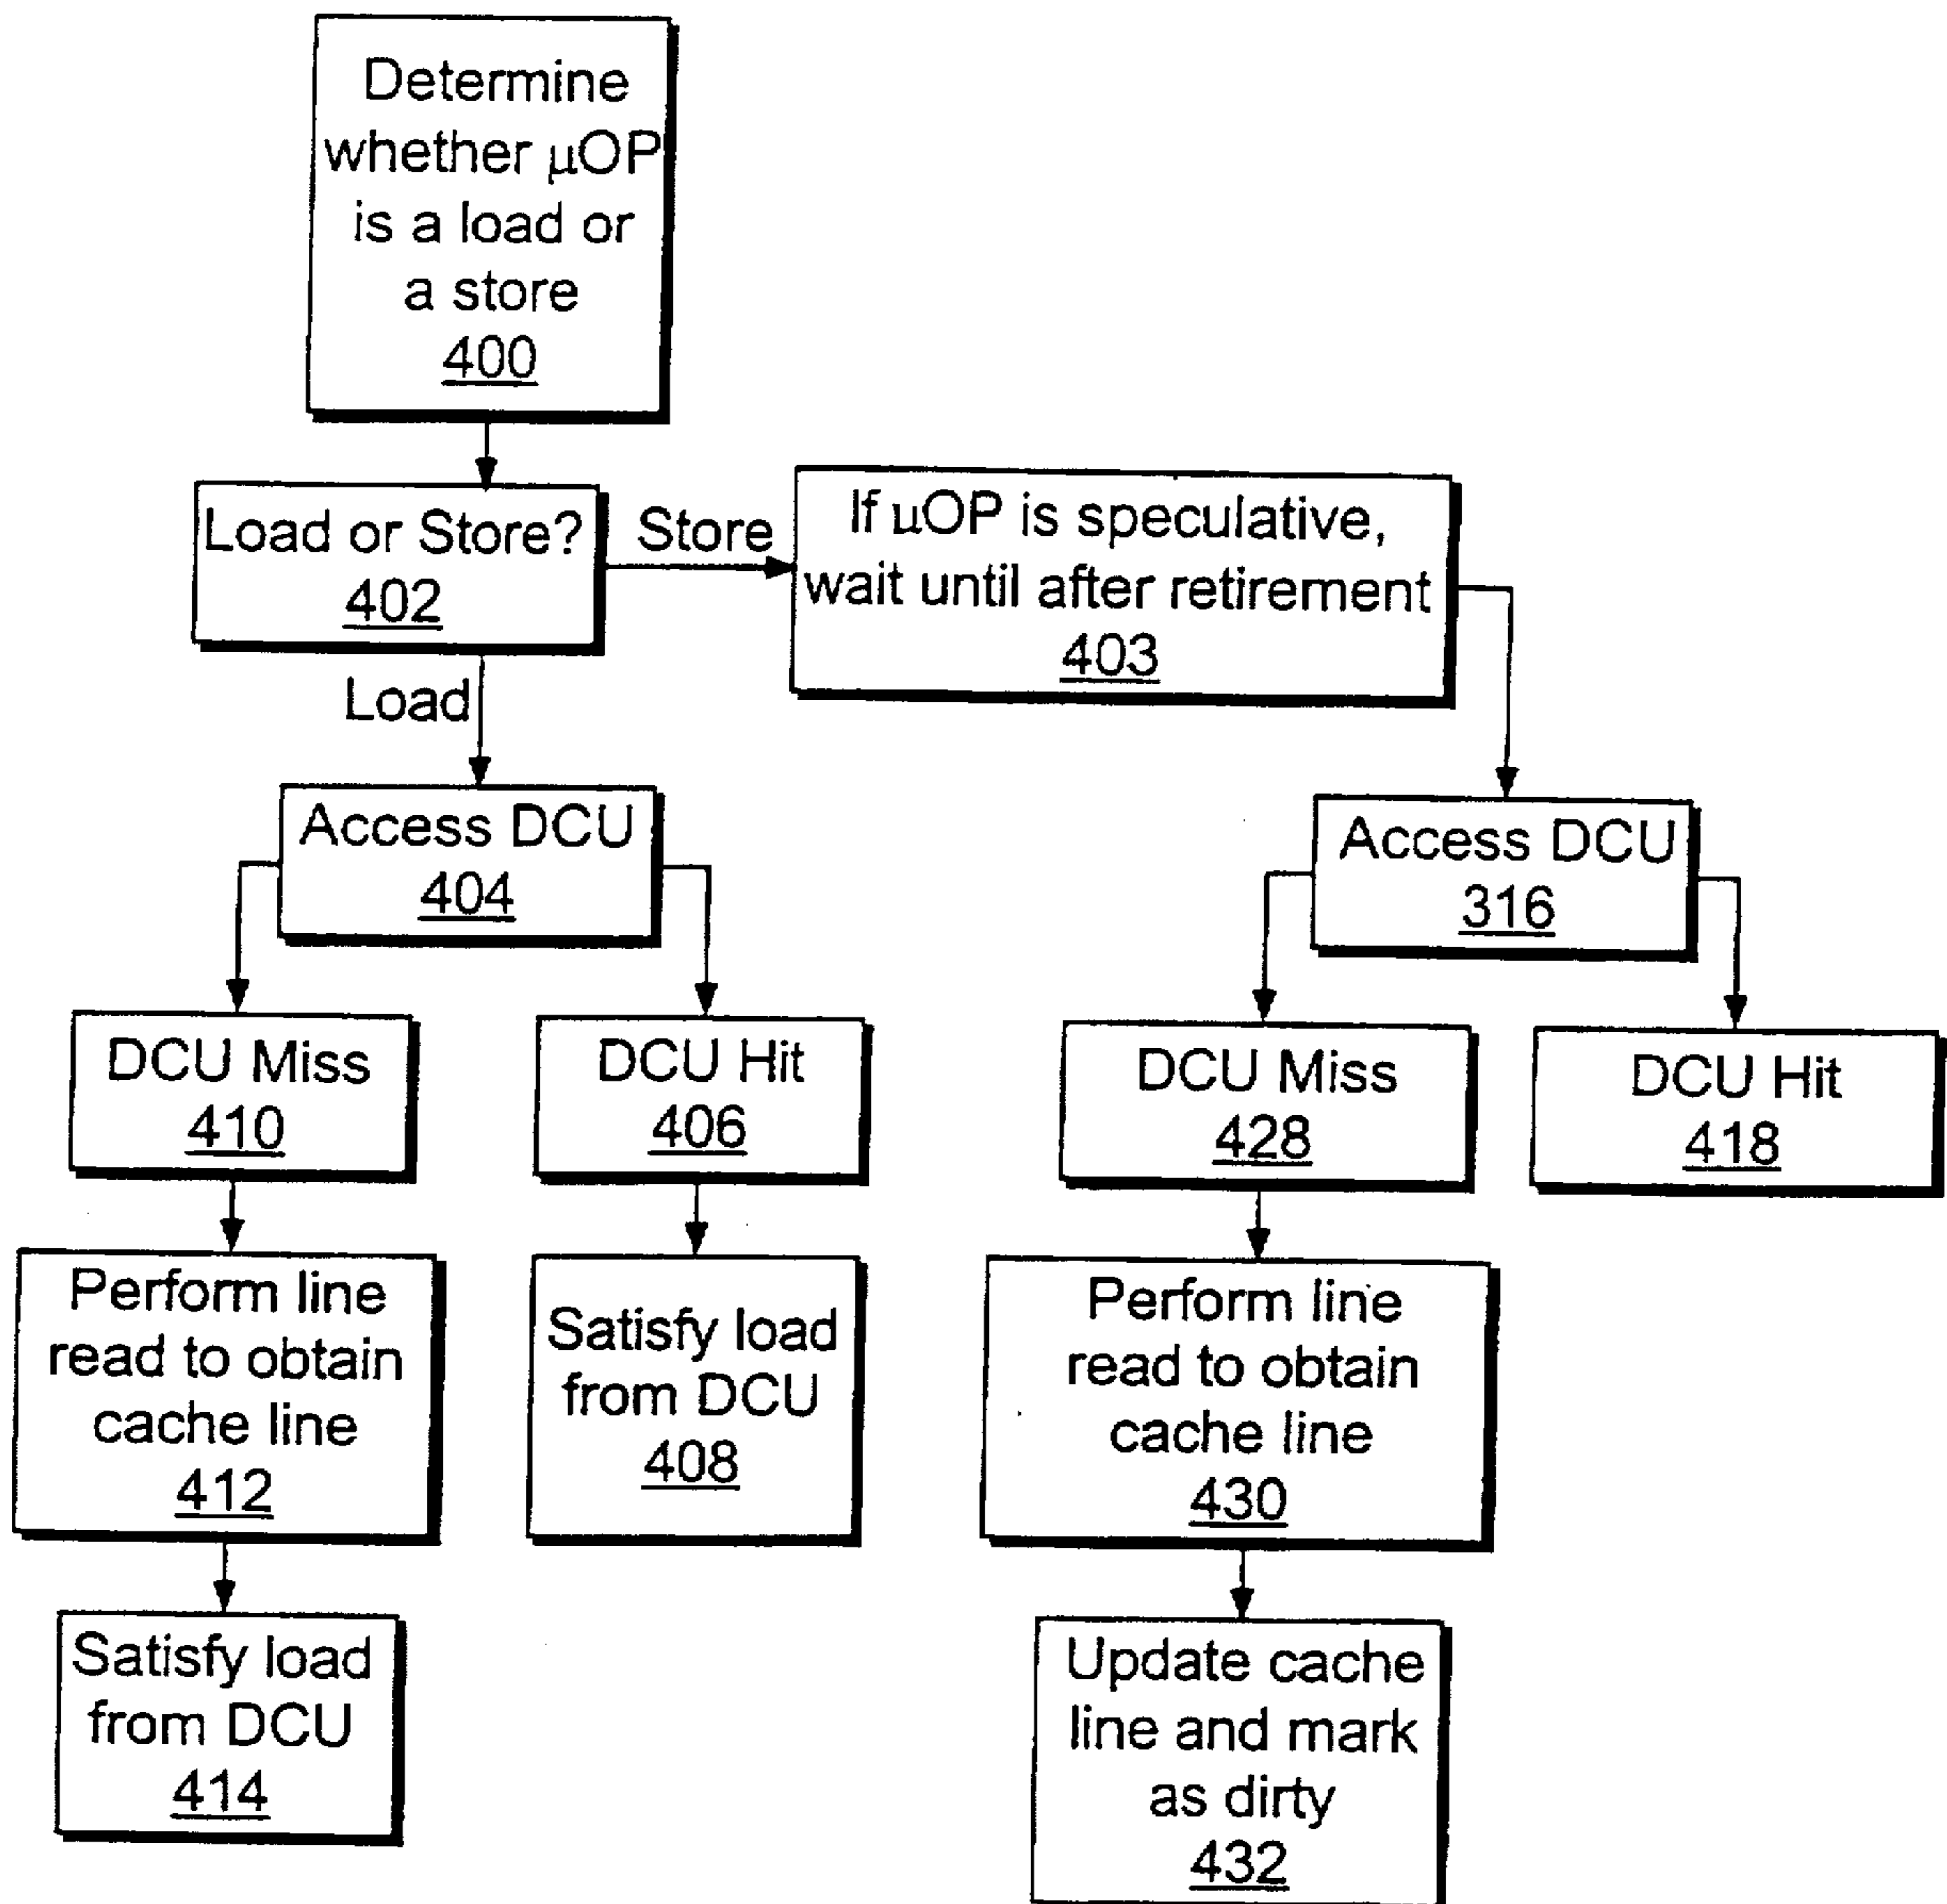 Determine
whether µOP
is a load or
a store
400
Load or Store?
402
Store
If µOP is speculative,
wait until after retirement
403
Load
Access DCU
404
Access DCU
316
DCU Miss
410
DCU Hit
406
DCU Miss
428
DCU Hit
418
Perform line
read to obtain
cache line
412
Satisfy load
from DCU
408
Perform line
read to obtain
cache line
430
Satisfy load
from DCU
414
Update cache
line and mark
as dirty
432